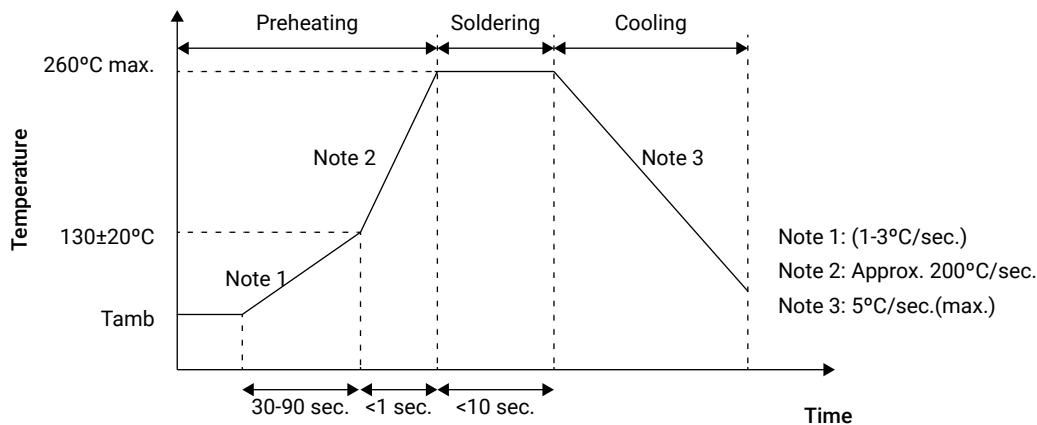 Preheating
Soldering
Cooling
260ºC max.
Note 2
Note 3
Temperature
130±20ºC
Note 1: (1-3ºC/sec.)
Note 2: Approx. 200ºC/sec.
Note 1
Note 3: 5ºC/sec.(max.)
Tamb
30-90 sec.
<1 sec.
<10 sec.
Time